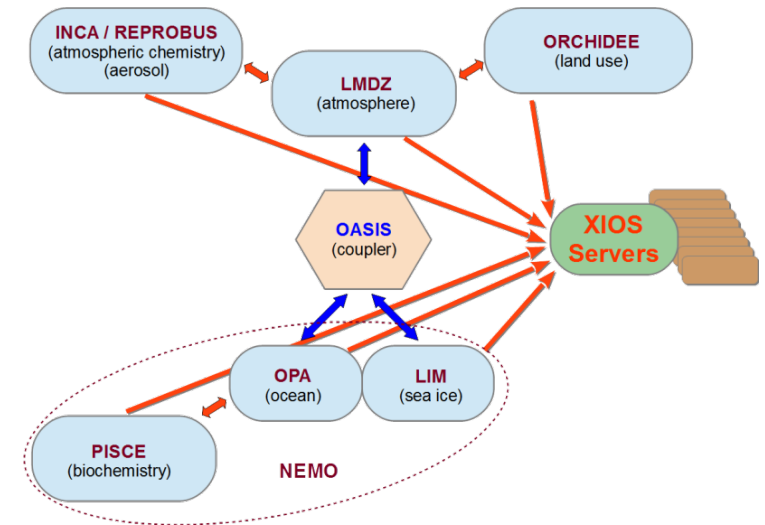 INCA / REPROBUS
(atmospheric chemistry)
(aerosol)
LMDZ
(atmosphere)
ORCHIDEE
(land use)
OASIS
(coupler)
XIOS
Servers
OPA
(ocean)
LIM
(sea ice)
PISCE
(biochemistry)
NEMO